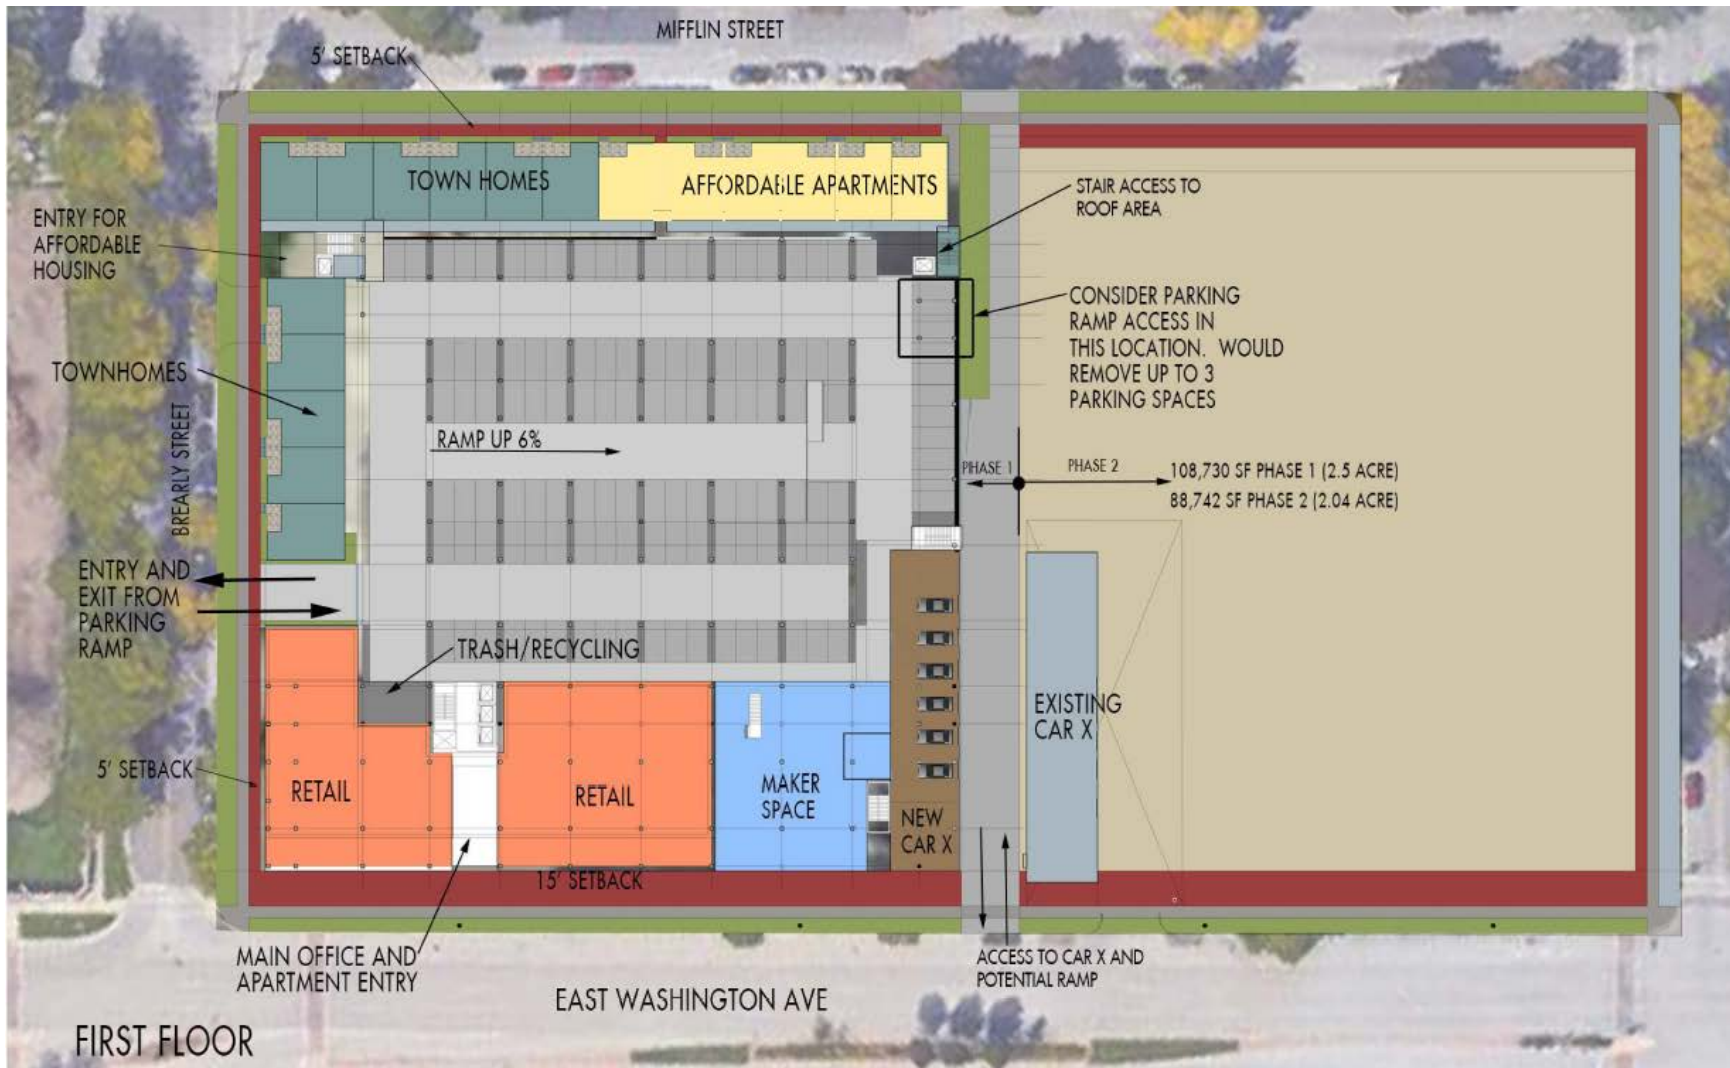 MIFFLIN STREET
5' SETBACK
TOWN HOMES
AFFORDABLE APARTMENTS
STAIR ACCESS TO
ROOF AREA
ENTRY FOR
AFFORDABLE
HOUSING
CONSIDER PARKING
RAMP ACCESS IN
THIS LOCATION. WOULD
REMOVE UP TO 3
PARKING SPACES
TOWNHOMES
BREARLY STREET
RAMP UP 6%
PHASE 1
PHASE 2
108,730 SF PHASE 1 (2.5 ACRE)
88,742 SF PHASE 2 (2.04 ACRE)
ENTRY AND
EXIT FROM
PARKING
RAMP
TRASH/RECYCLING
EXISTING
CAR X
5' SETBACK
RETAIL
RETAIL
MAKER
SPACE
NEW
CAR X
15' SETBACK
MAIN OFFICE AND
APARTMENT ENTRY
ACCESS TO CAR X AND
POTENTIAL RAMP
EAST WASHINGTON AVE
FIRST FLOOR